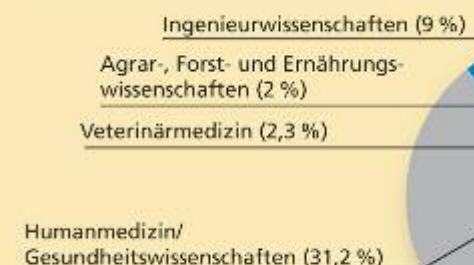 Ingenieurwissenschaften (9 %)
Agrar-, Forst- und Ernährungs-
wissenschaften (2 %)
Veterinärmedizin (2,3 %)
Humanmedizin/
Gesundheitswissenschaften (31,2 %)